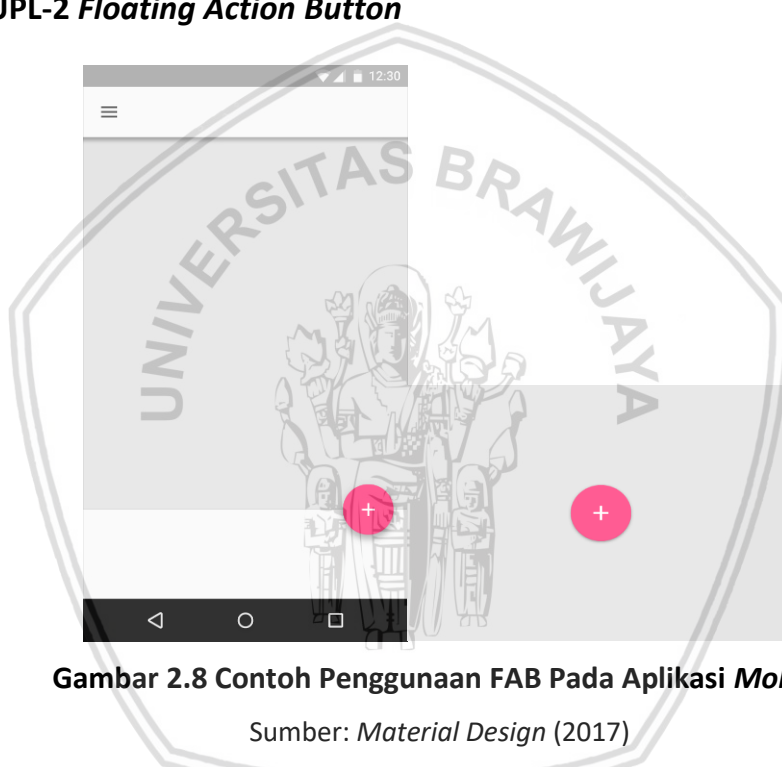 JPL-2 Floating Action Button
12:30
UNIVERSITAS BRAWIJAYA
+
+
Gambar 2.8 Contoh Penggunaan FAB Pada Aplikasi
Sumber: Material Design (2017)